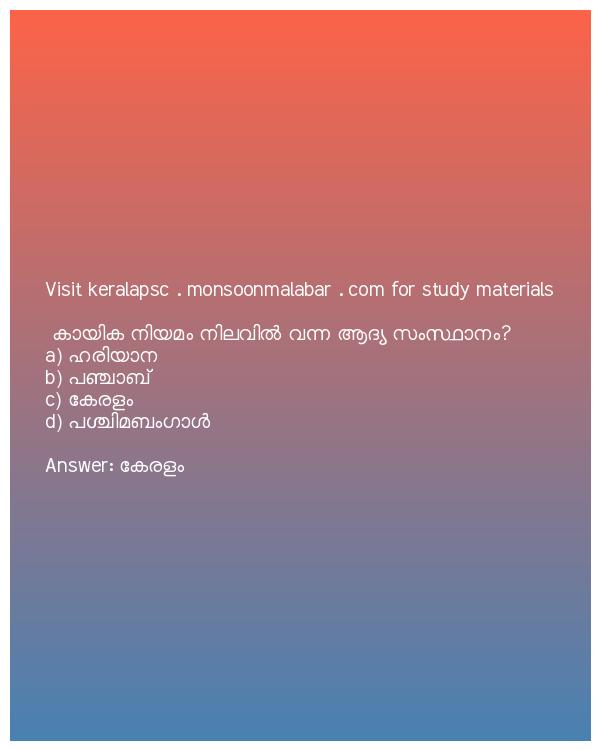 Visit keralapsc . monsoonmalabar . com for study materials
കായിക നിയമം നിലവിൽ വന്ന ആദ്യ സംസ്ഥാനം?
a) ഹരിയാന
b) പഞ്ചാബ്
c) കേരളം
d) പശ്ചിമബംഗാൾ
Answer: കേരളം